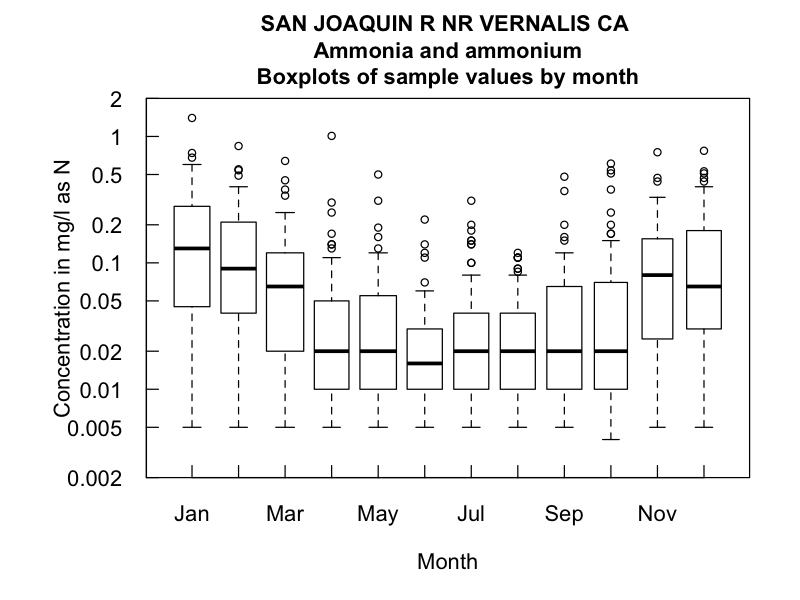 SAN JOAQUIN R NR VERNALIS CA
Ammonia and ammonium
Boxplots of sample values by month
Concentration in mg/l as N
2
1
0.5
0.2
0.1
0.05
0.02
0.01
0.005
0.002
Jan Mar May Jul Sep Nov
Month